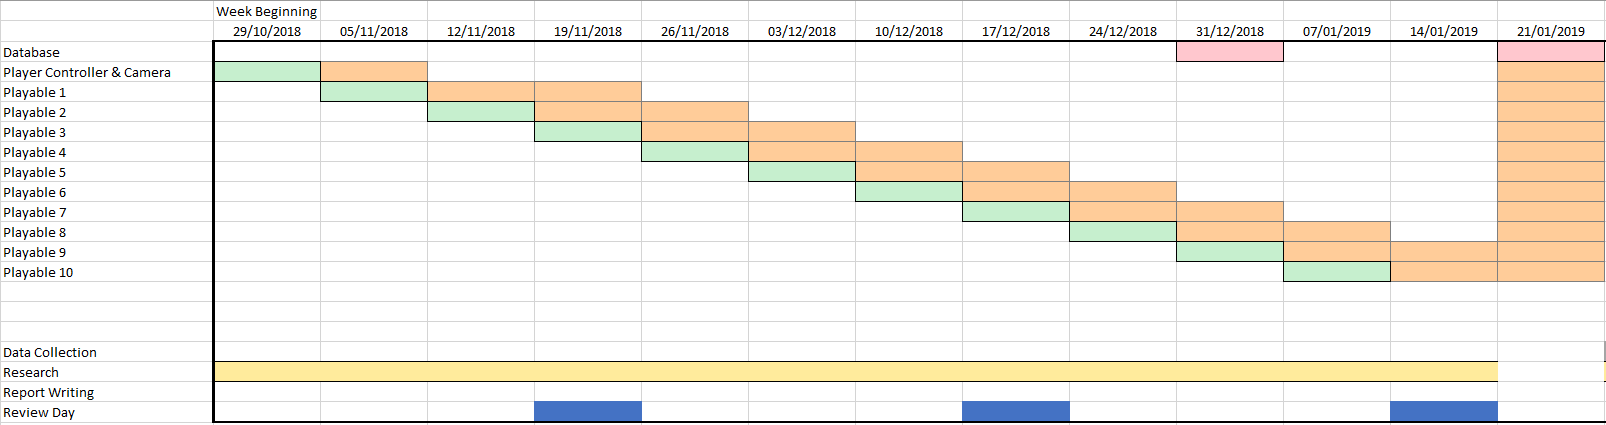 Week Beginning
29/10/2018 05/11/2018 12/11/2018 19/11/2018 26/11/2018 03/12/2018 10/12/2018 17/12/2018 24/12/2018 31/12/2018 07/01/2019 14/01/2019 21/01/2019
Database
Player Controller & Camera
Playable 1
Playable 2
Playable 3
Playable 4
Playable 5
Playable 6
Playable 7
Playable 8
Playable 9
Playable 10
Data Collection
Research
Report Writing
Review Day